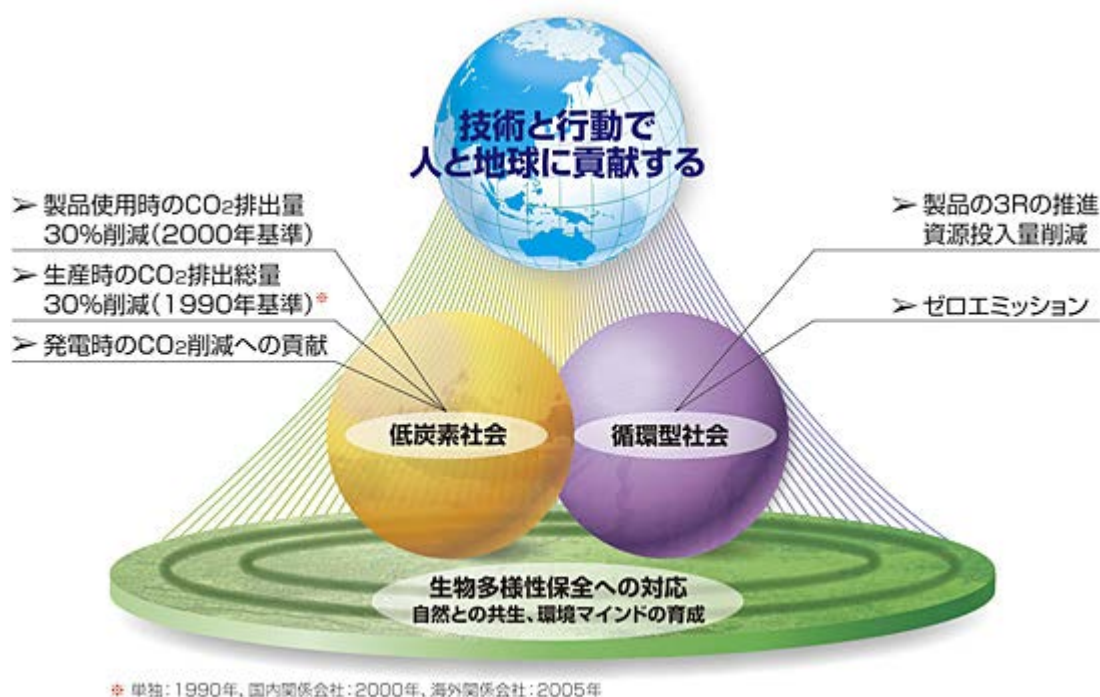 技術と行動で
人と地球に貢献する
➢ 製品使用時のCO₂排出量
30%削減(2000年基準)
➢ 生産時のCO₂排出総量
30%削減(1990年基準)※
➢ 発電時のCO₂削減への貢献
➢ 製品の3Rの推進
資源投入量削減
➢ ゼロエミッション
低炭素社会
循環型社会
生物多様性保全への対応
自然との共生、環境マインドの育成
※ 単独:1990年, 国内関係会社:2000年, 海外関係会社:2005年